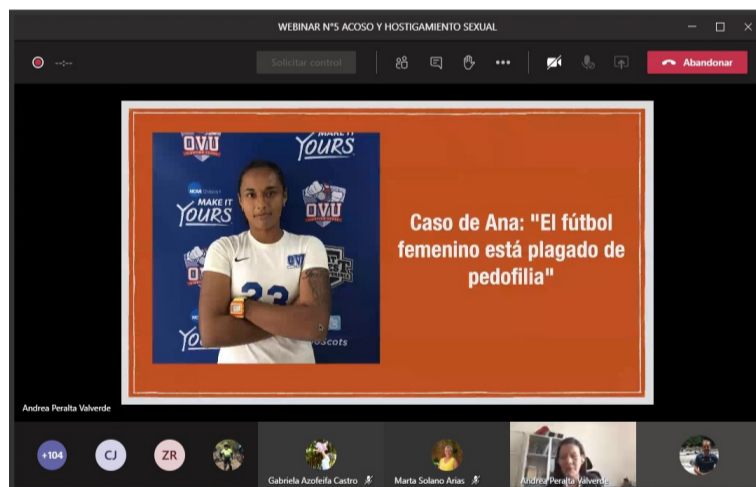 WEBINAR N°5 ACOSO Y HOSTIGAMIENTO SEXUAL
--:--
Solicitar control
Abandonar
OVU
MAKE IT
YOURS
MAKE IT
YOURS
OVU
23
Caso de Ana: "El fútbol
femenino está plagado de
pedofilia"
Andrea Peralta Valverde
+104
CJ
ZR
Gabriela Azofeifa Castro
Marta Solano Arias
Andrea Peralta Valverde